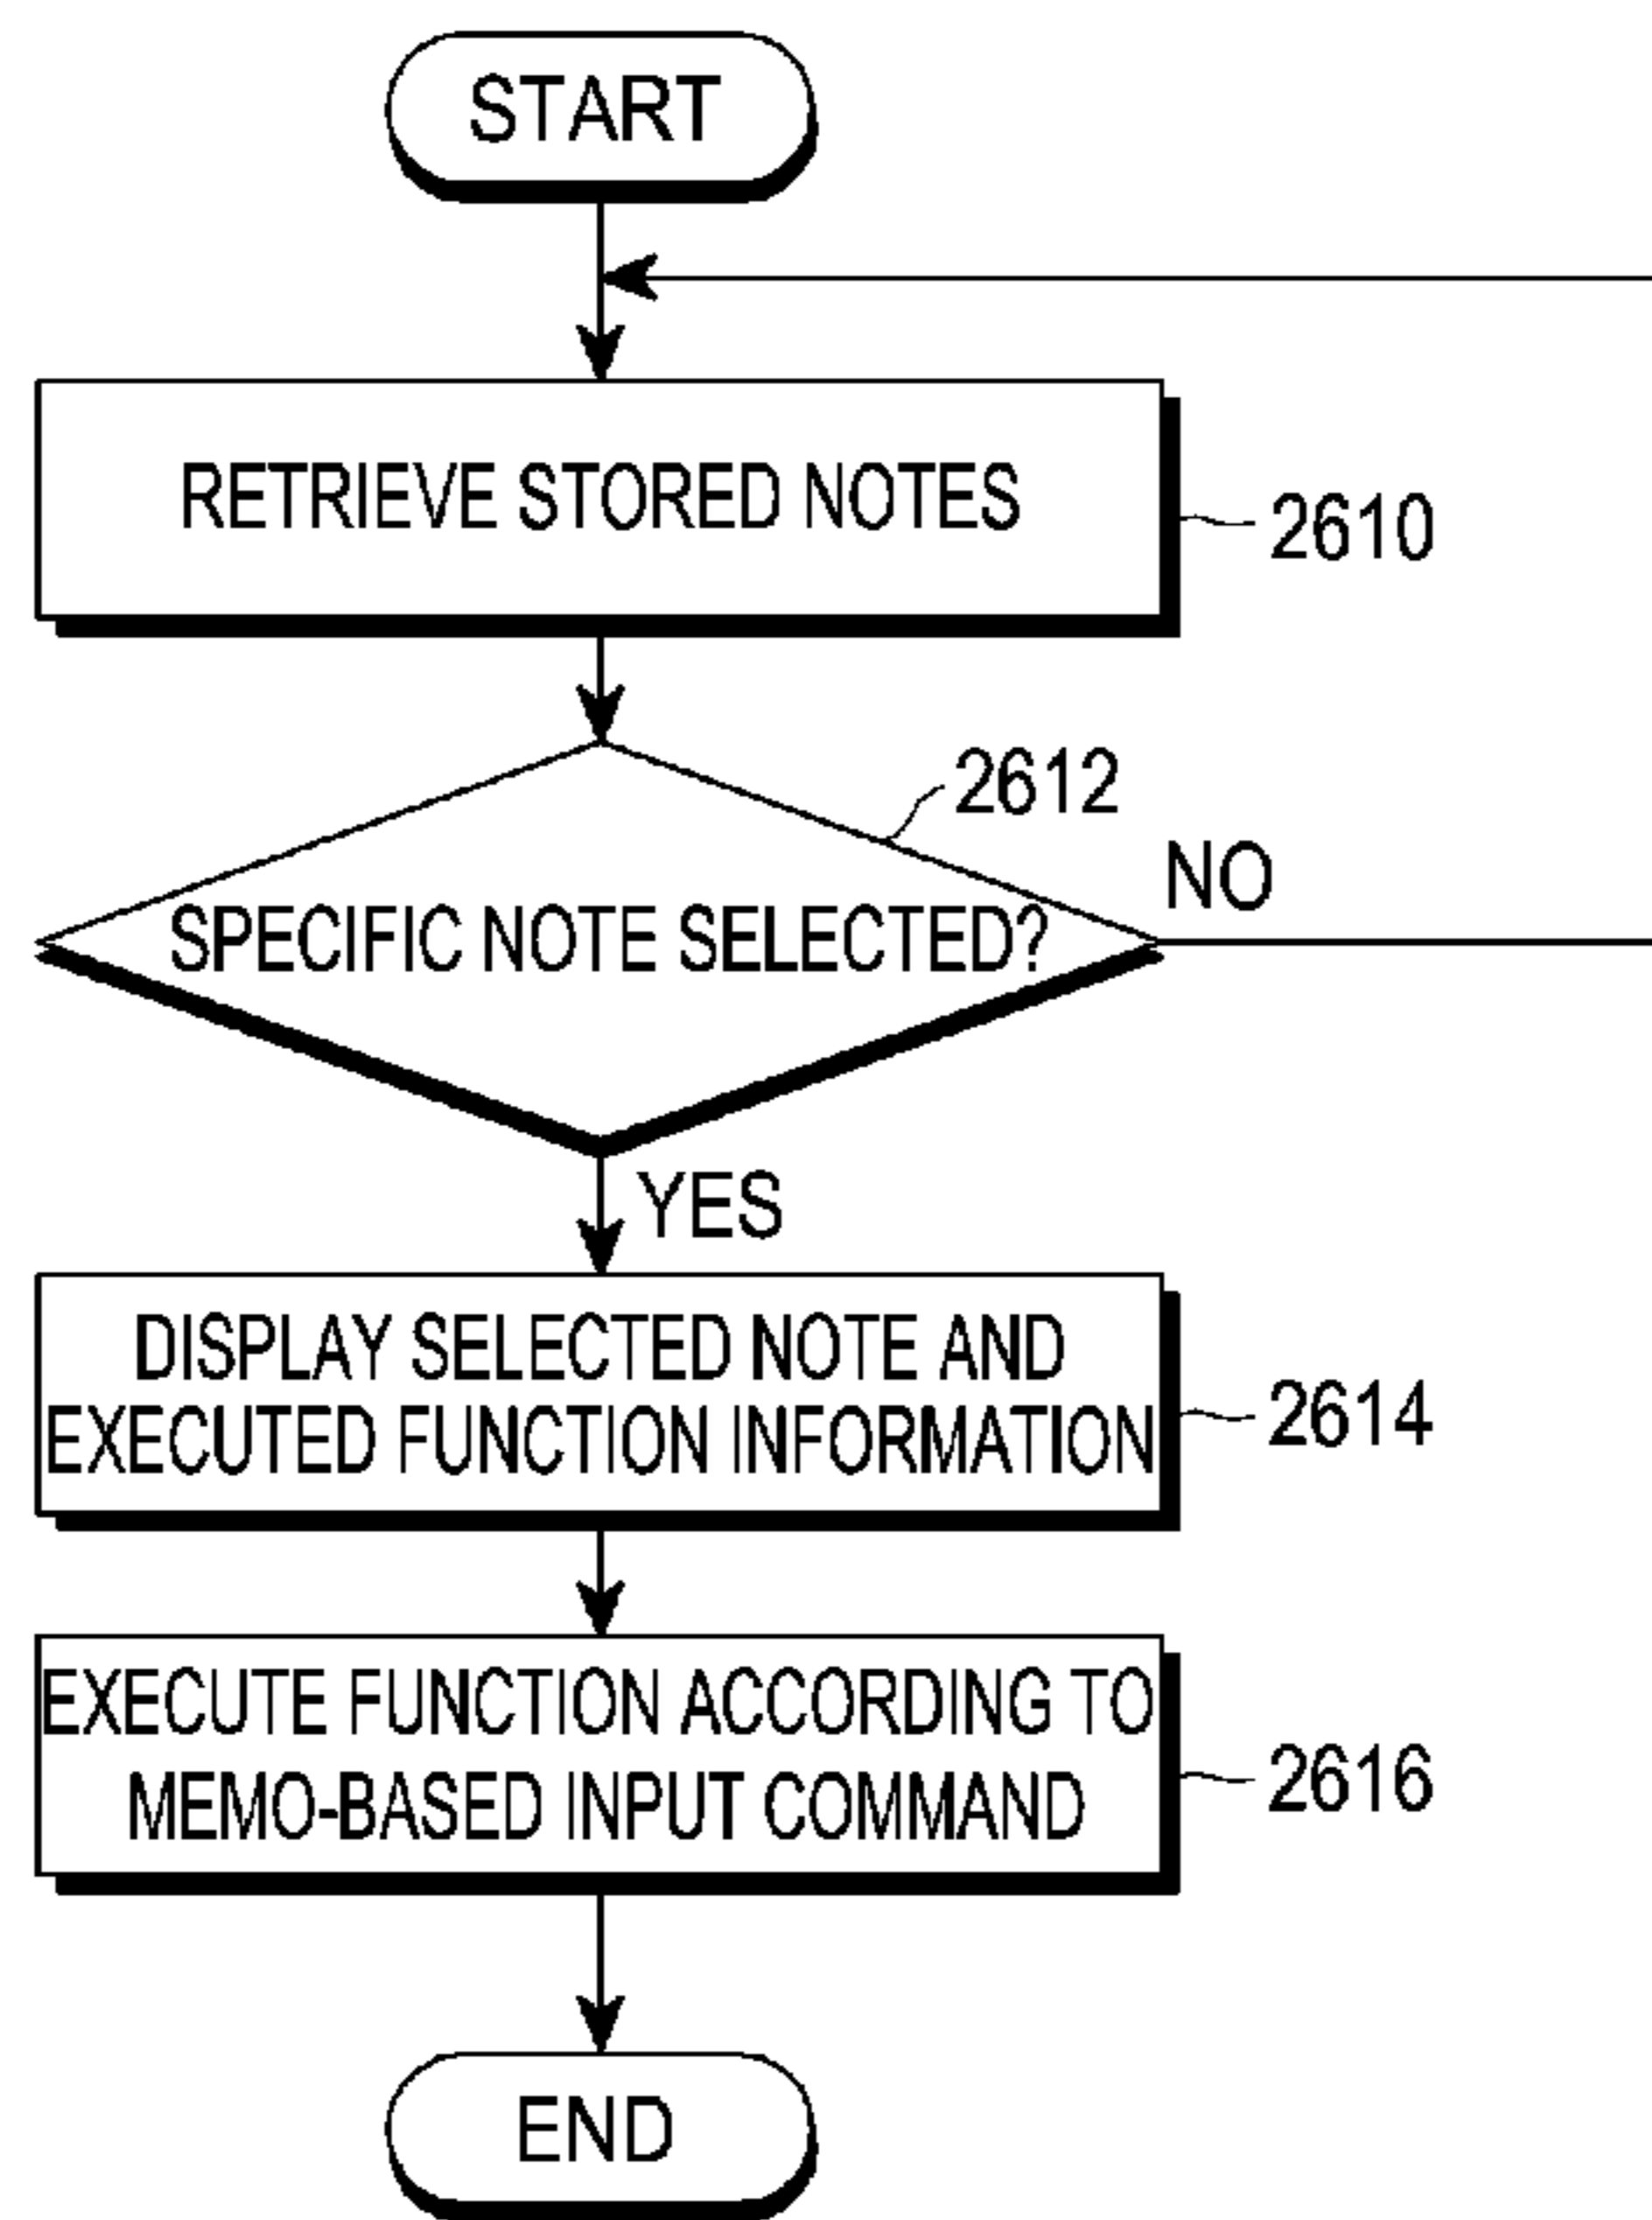 START
RETRIEVE STORED NOTES
2610
2612
NO
SPECIFIC NOTE SELECTED?
YES
DISPLAY SELECTED NOTE AND
EXECUTED FUNCTION INFORMATION
2614
EXECUTE FUNCTION ACCORDING TO
MEMO-BASED INPUT COMMAND
2616
END